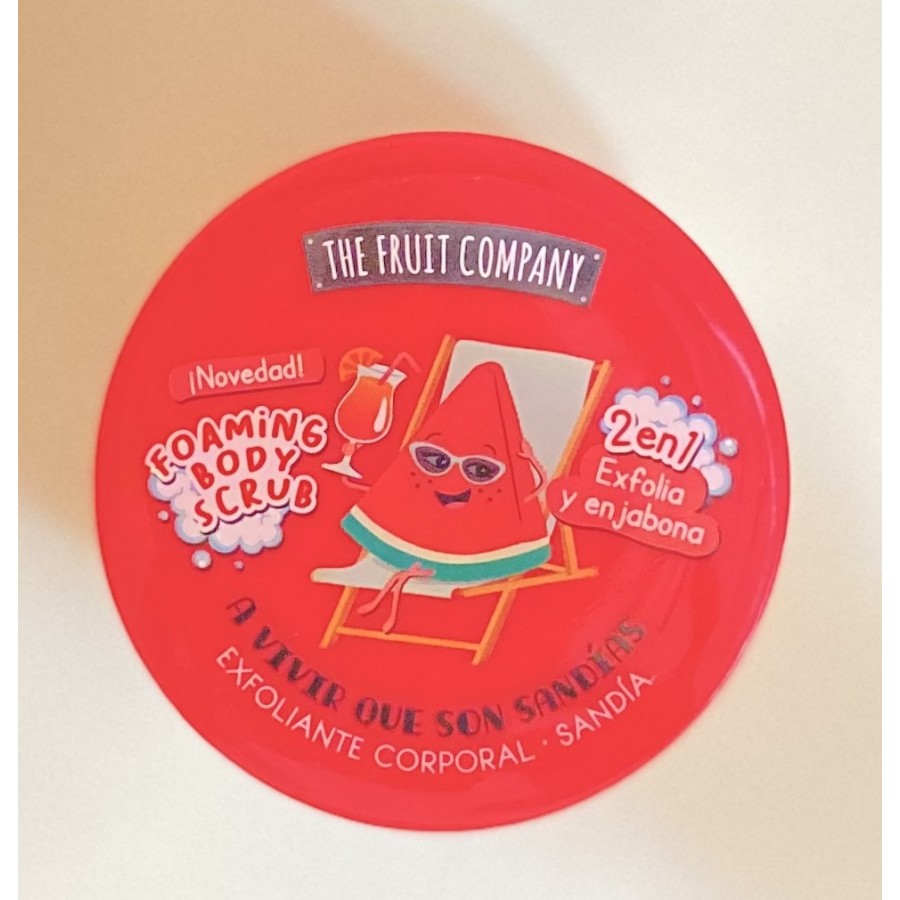 THE FRUIT COMPANY
¡Novedad!
FOAMING
BODY
SCRUB
2en1
Exfolia
y enjabona
A VIVIR QUE SON SANDÍAS
EXFOLIANTE CORPORAL · SANDÍA